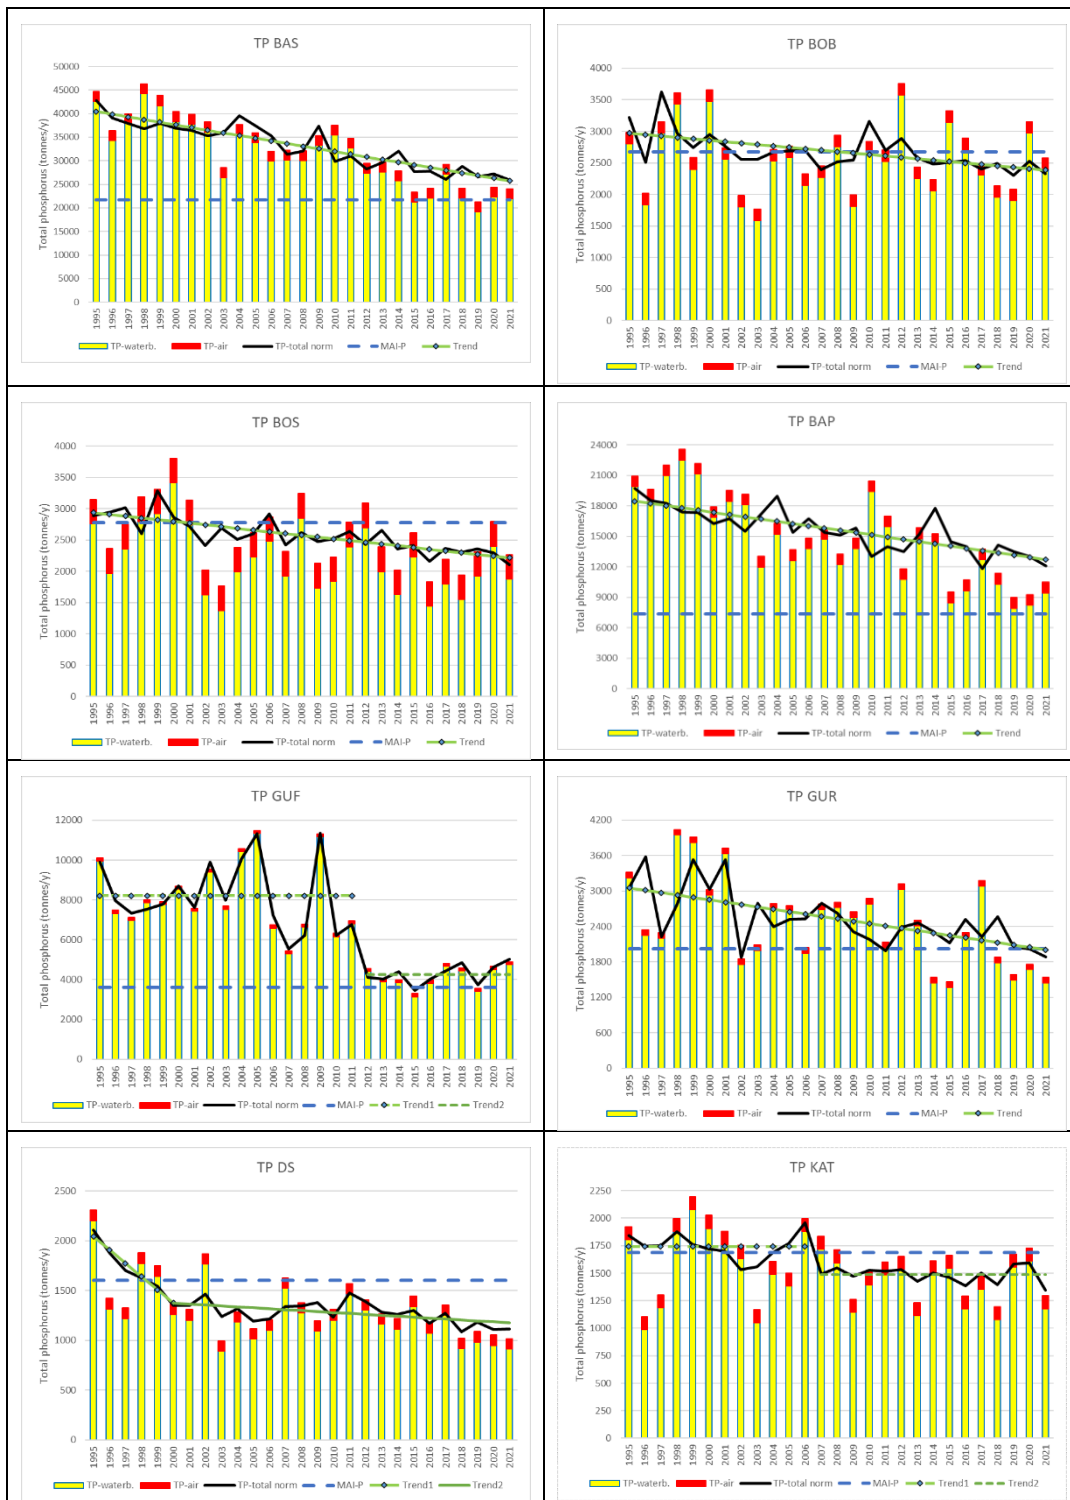 TP BAS
Total phosphorus (tonnes/y)
50000
45000
40000
35000
30000
25000
20000
15000
10000
5000
0
1995 1996 1997 1998 1999 2000 2001 2002 2003 2004 2005 2006 2007 2008 2009 2010 2011 2012 2013 2014 2015 2016 2017 2018 2019 2020 2021
TP-waterb. TP-air TP-total norm MAI-P Trend
TP BOB
Total phosphorus (tonnes/y)
4000
3500
3000
2500
2000
1500
1000
500
0
1995 1996 1997 1998 1999 2000 2001 2002 2003 2004 2005 2006 2007 2008 2009 2010 2011 2012 2013 2014 2015 2016 2017 2018 2019 2020 2021
TP-waterb. TP-air TP-total norm MAI-P Trend
TP BOS
Total phosphorus (tonnes/y)
4000
3500
3000
2500
2000
1500
1000
500
0
1995 1996 1997 1998 1999 2000 2001 2002 2003 2004 2005 2006 2007 2008 2009 2010 2011 2012 2013 2014 2015 2016 2017 2018 2019 2020 2021
TP-waterb. TP-air TP-total norm MAI-P Trend
TP BAP
Total phosphorus (tonnes/y)
24000
21000
18000
15000
12000
9000
6000
3000
0
1995 1996 1997 1998 1999 2000 2001 2002 2003 2004 2005 2006 2007 2008 2009 2010 2011 2012 2013 2014 2015 2016 2017 2018 2019 2020 2021
TP-waterb. TP-air TP-total norm MAI-P Trend
TP GUF
Total phosphorus (tonnes/y)
12000
10000
8000
6000
4000
2000
0
1995 1996 1997 1998 1999 2000 2001 2002 2003 2004 2005 2006 2007 2008 2009 2010 2011 2012 2013 2014 2015 2016 2017 2018 2019 2020 2021
TP-waterb. TP-air TP-total norm MAI-P Trend1 Trend2
TP GUR
Total phosphorus (tonnes/y)
4200
3600
3000
2400
1800
1200
600
0
1995 1996 1997 1998 1999 2000 2001 2002 2003 2004 2005 2006 2007 2008 2009 2010 2011 2012 2013 2014 2015 2016 2017 2018 2019 2020 2021
TP-waterb. TP-air TP-total norm MAI-P Trend
TP DS
Total phosphorus (tonnes/y)
2500
2000
1500
1000
500
0
1995 1996 1997 1998 1999 2000 2001 2002 2003 2004 2005 2006 2007 2008 2009 2010 2011 2012 2013 2014 2015 2016 2017 2018 2019 2020 2021
TP-waterb. TP-air TP-total norm MAI-P Trend1 Trend2
TP KAT
Total phosphorus (tonnes/y)
2250
2000
1750
1500
1250
1000
750
500
250
0
1995 1996 1997 1998 1999 2000 2001 2002 2003 2004 2005 2006 2007 2008 2009 2010 2011 2012 2013 2014 2015 2016 2017 2018 2019 2020 2021
TP-waterb. TP-air TP-total norm MAI-P Trend1 Trend2